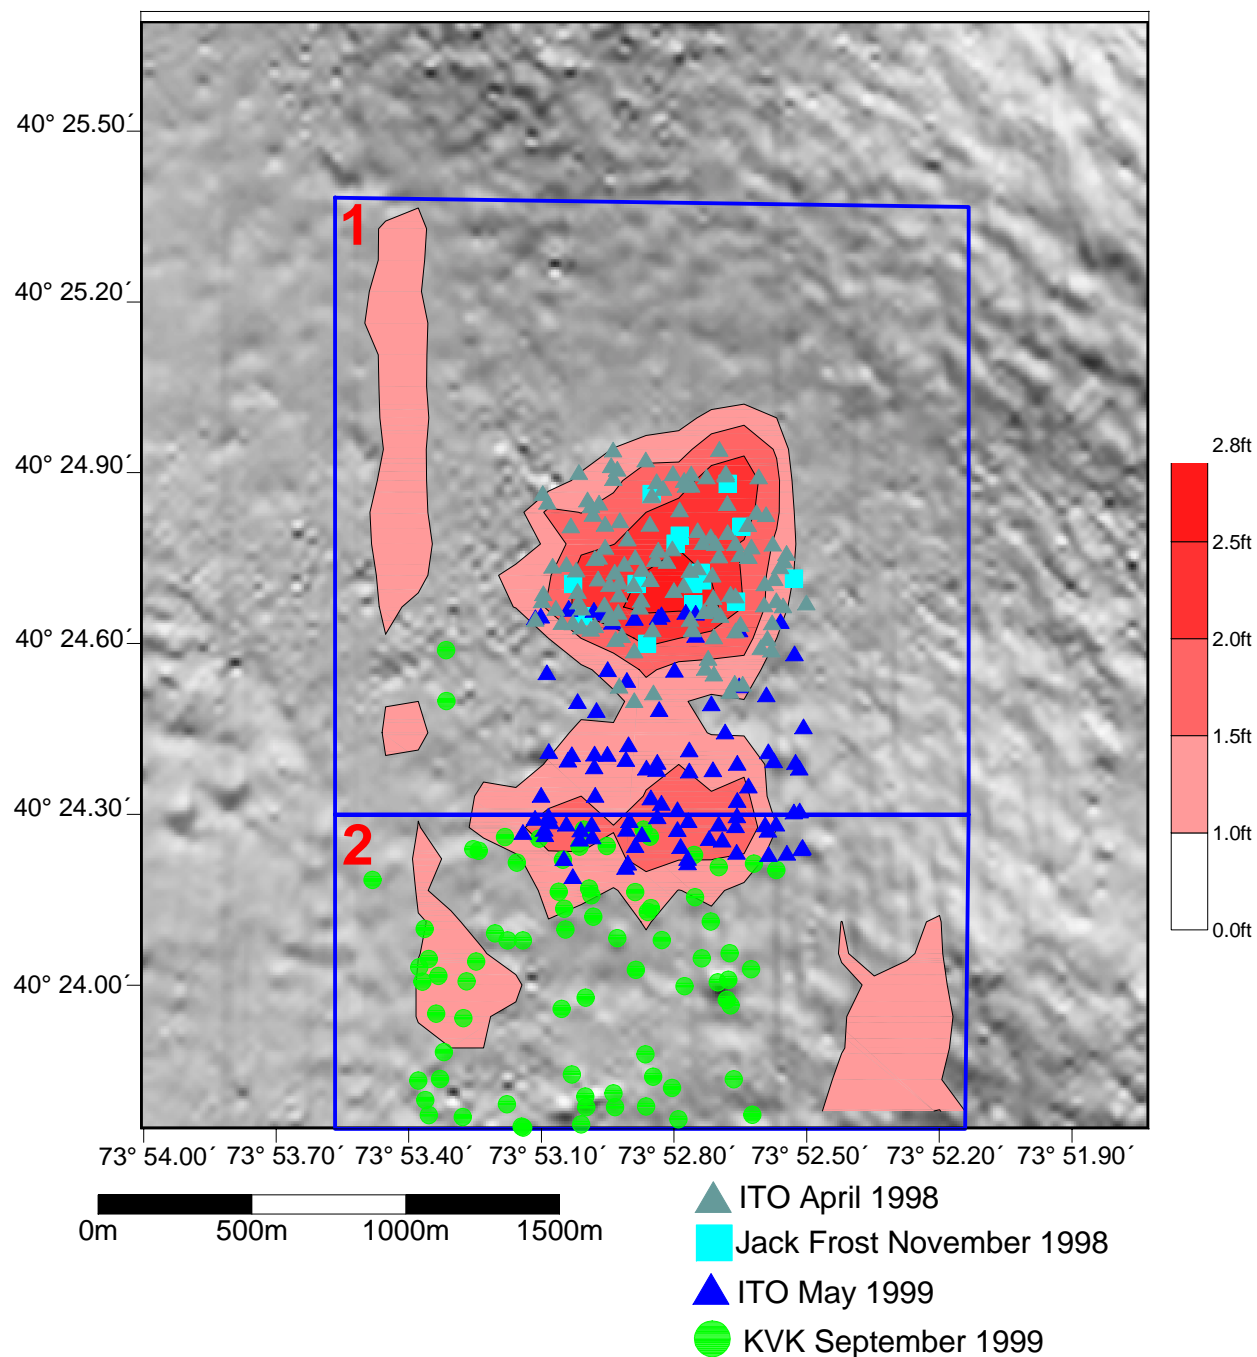 40° 25.50´
40° 25.20´
40° 24.90´
40° 24.60´
40° 24.30´
40° 24.00´
1
2
2.8ft
2.5ft
2.0ft
1.5ft
1.0ft
0.0ft
73° 54.00´ 73° 53.70´ 73° 53.40´ 73° 53.10´ 73° 52.80´ 73° 52.50´ 73° 52.20´ 73° 51.90´
0m 500m 1000m 1500m
ITO April 1998
Jack Frost November 1998
ITO May 1999
KVK September 1999